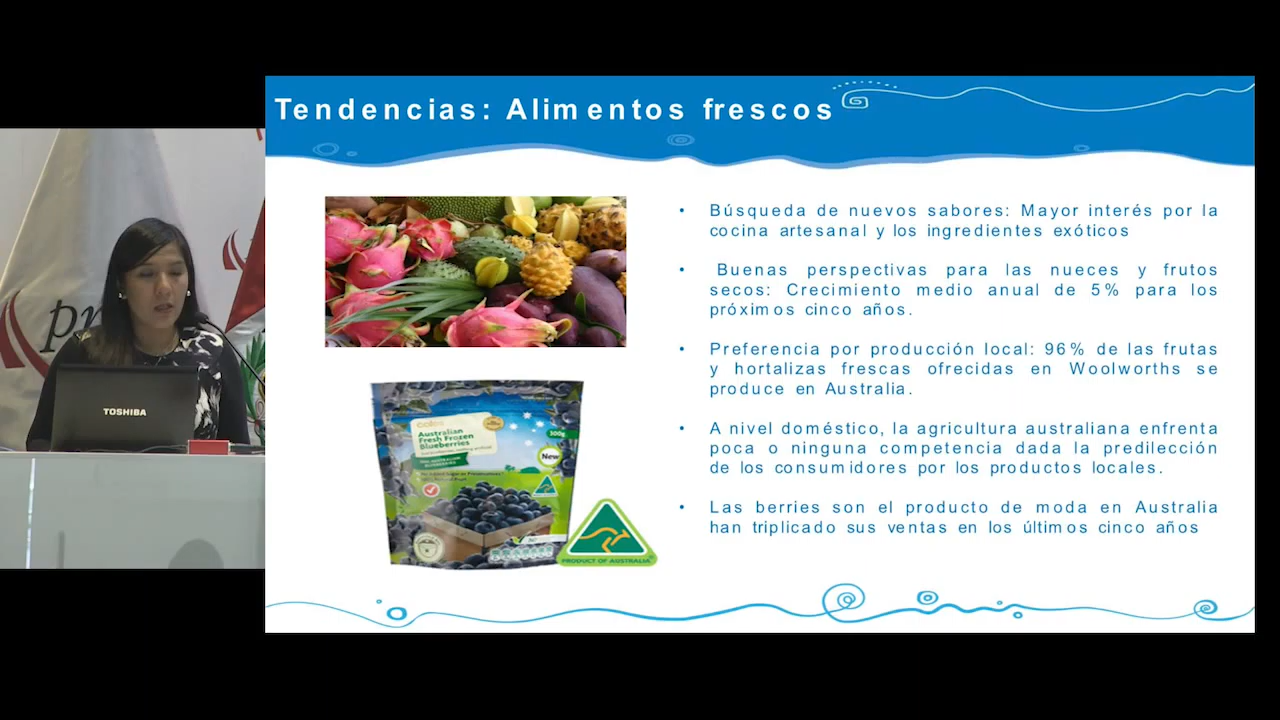 Tendencias: Alimentos frescos
• Búsqueda de nuevos sabores: Mayor interés por la
cocina artesanal y los ingredientes exóticos
• Buenas perspectivas para las nueces y frutos
secos: Crecimiento medio anual de 5% para los
próximos cinco años.
• Preferencia por producción local: 96% de las frutas
y hortalizas frescas ofrecidas en Woolworths se
produce en Australia.
• A nivel doméstico, la agricultura australiana enfrenta
poca o ninguna competencia dada la predilección
de los consumidores por los productos locales.
• Las berries son el producto de moda en Australia
han triplicado sus ventas en los últimos cinco años
coles
Australian
Fresh Frozen
Blueberries
500g
New
PRODUCT OF AUSTRALIA
TOSHIBA